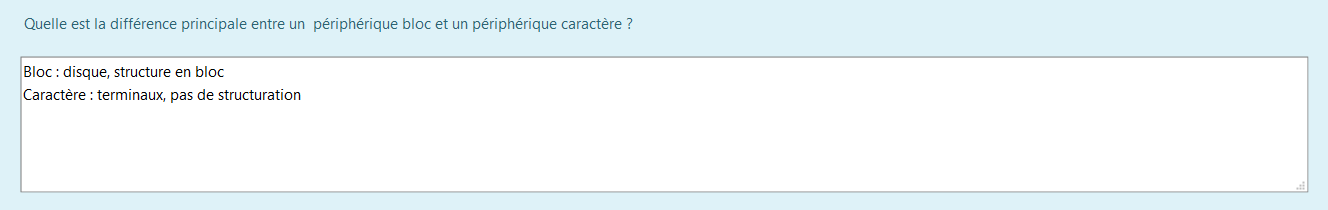 Quelle est la différence principale entre un  périphérique bloc et un périphérique caractère ?
Bloc : disque, structure en bloc
Caractère : terminaux, pas de structuration